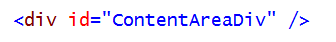 <div id="ContentAreaDiv" />